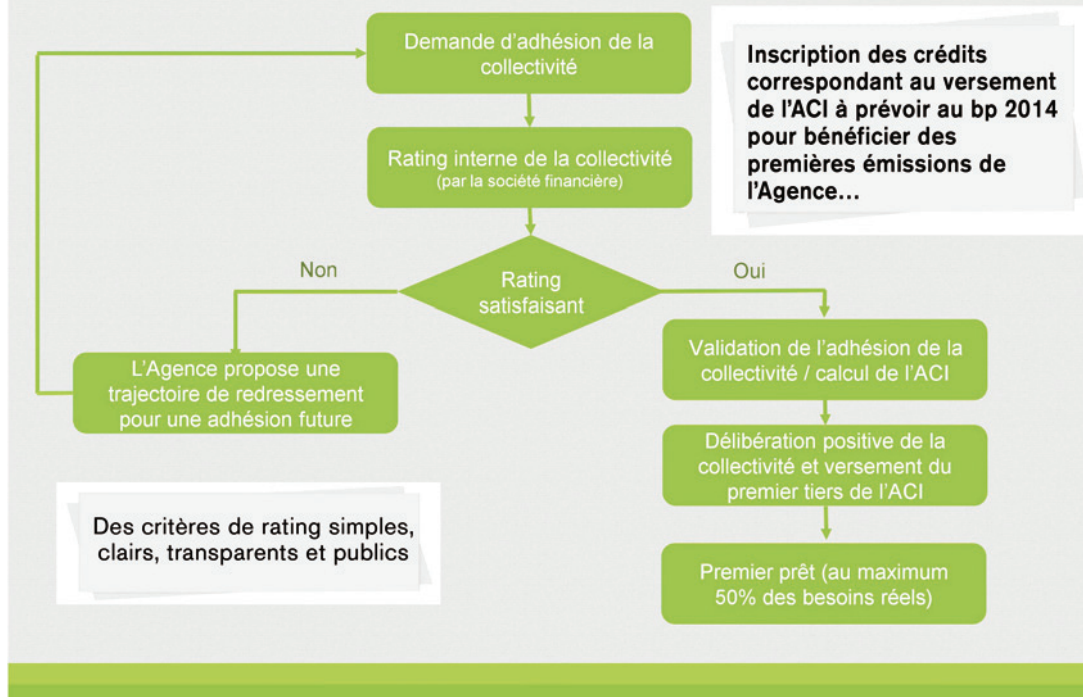 Demande d'adhésion de la
collectivité
Inscription des crédits
correspondant au versement
de l'ACI à prévoir au bp 2014
pour bénéficier des
premières émissions de
l'Agence...
Rating interne de la collectivité
(par la société financière)
Rating
satisfaisant
Non
Oui
L'Agence propose une
trajectoire de redressement
pour une adhésion future
Validation de l'adhésion de la
collectivité / calcul de l'ACI
Délibération positive de la
collectivité et versement du
premier tiers de l'ACI
Des critères de rating simples,
clairs, transparents et publics
Premier prêt (au maximum
50% des besoins réels)